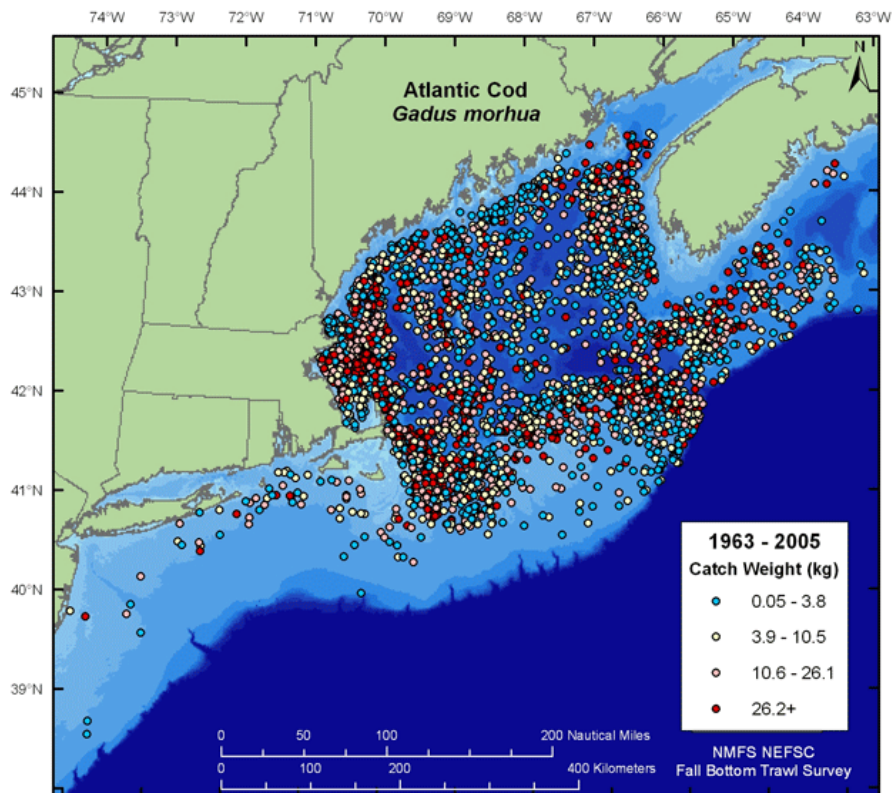 74°W 73°W 72°W 71°W 70°W 69°W 68°W 67°W 66°W 65°W 64°W 63°W
N
Atlantic Cod
Gadus morhua
45°N
44°N
43°N
42°N
41°N
40°N
39°N
1963 - 2005
Catch Weight (kg)
0.05 - 3.8
3.9 - 10.5
10.6 - 26.1
26.2+
0 50 100 200 Nautical Miles
0 100 200 400 Kilometers
NMFS NEFSC
Fall Bottom Trawl Survey